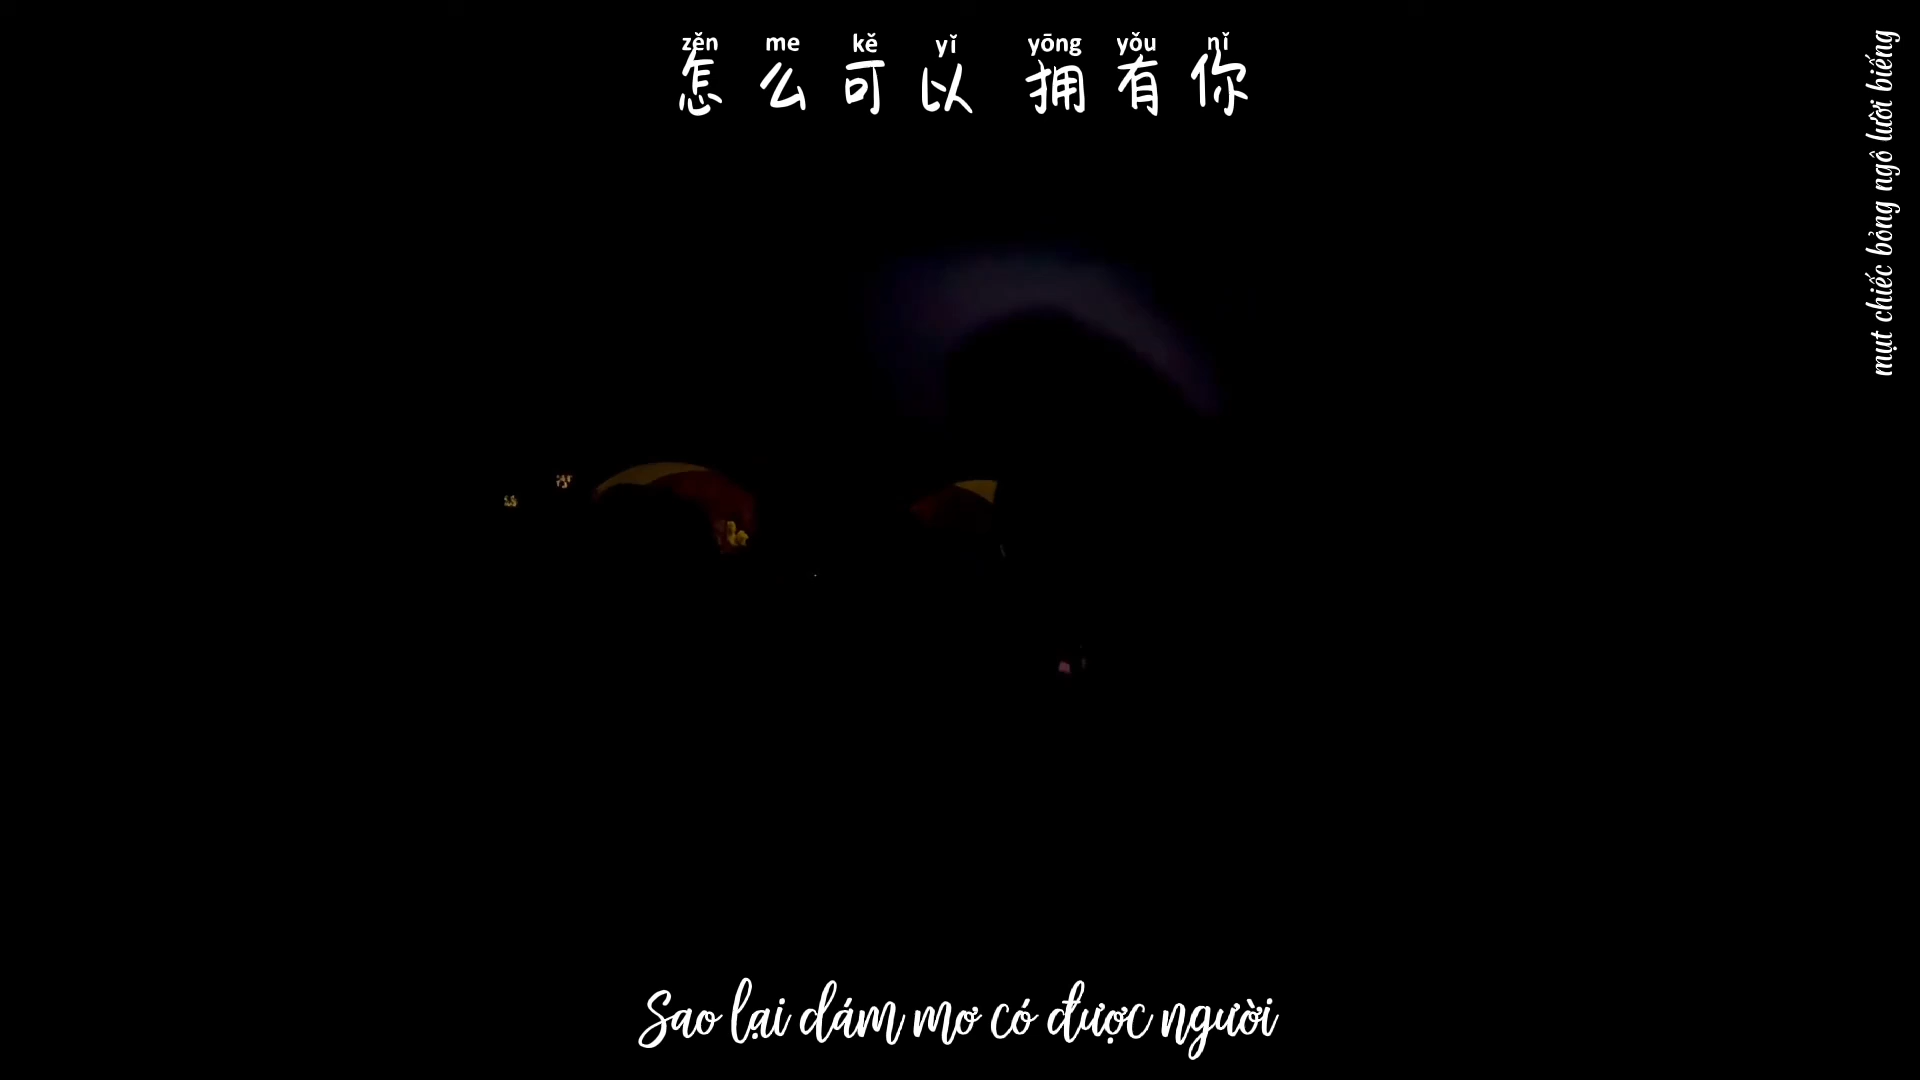 zěn me kě yǐ yōng yǒu nǐ
怎么可以 拥有你
mụt chiếc bỏng ngô lười biếng
Sao lại dám mơ có được người